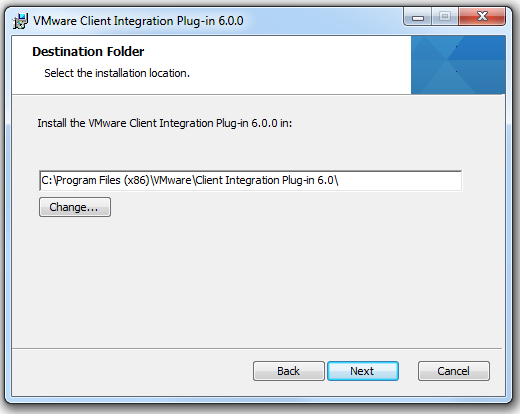 VMware Client Integration Plug-in 6.0.0
Destination Folder
Select the installation location.
Install the VMware Client Integration Plug-in 6.0.0 in:
C:\Program Files (x86)\VMware\Client Integration Plug-in 6.0\
Change...
Back
Next
Cancel